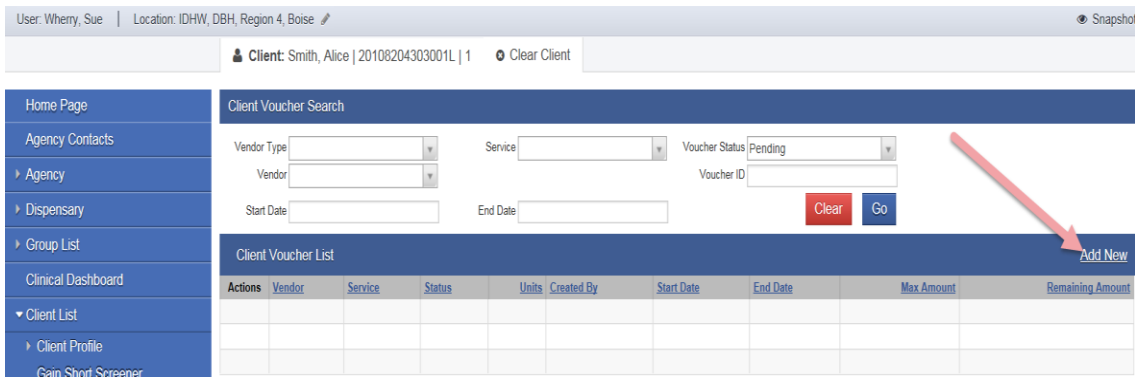 User: Wherry, Sue | Location: IDHW, DBH, Region 4, Boise Snapshot
Client: Smith, Alice | 20108204303001L | 1 Clear Client
Home Page
Agency Contacts
Agency
Dispensary
Group List
Clinical Dashboard
Client List
Client Profile
Gain Short Screener
Client Voucher Search
Vendor Type Service Voucher Status Pending
Vendor Voucher ID
Start Date End Date Clear Go
Client Voucher List Add New
Actions Vendor Service Status Units Created By Start Date End Date Max Amount Remaining Amount